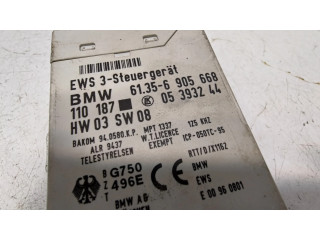 EWS 3-Steuergerät
BMW 61.35-6 905 668
110 187 K 05 3932 44
HW 03 SW 08
BAKOM 94.0580.K.P. MPT 1337 125 KHZ
ALR 9437 W.T.LICENCE ICP-050TC-95
TELESTYRELSEN EXEMPT RTT/D/X1162
B G750 BMW
Z 496E EWS
T BMW AG E 00 96 0801